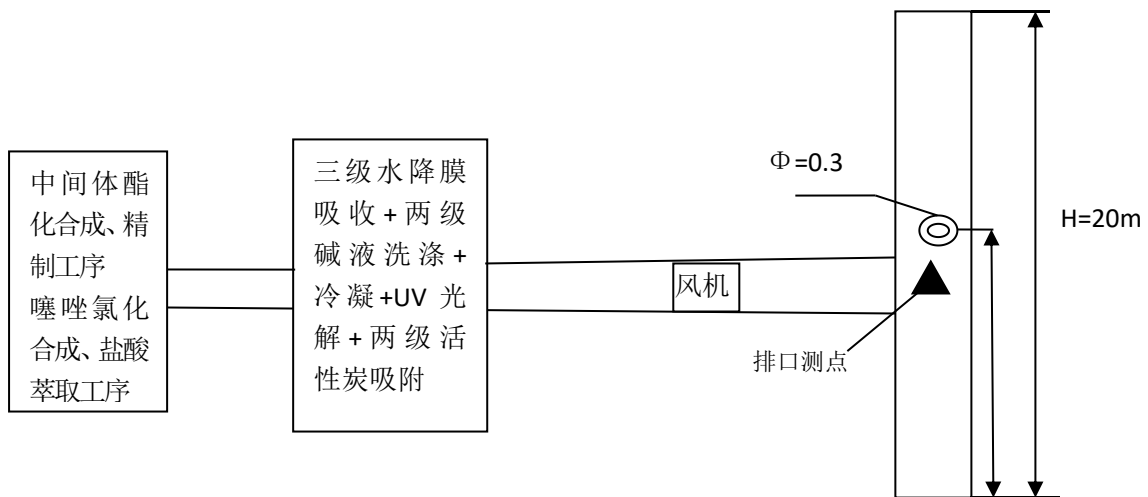 中间体酯
化合成、精
制工序
噻唑氯化
合成、盐酸
萃取工序
三级水降膜
吸收+两级
碱液洗涤+
冷凝+UV 光
解+两级活
性炭吸附
风机
Φ=0.3
排口测点
H=20m